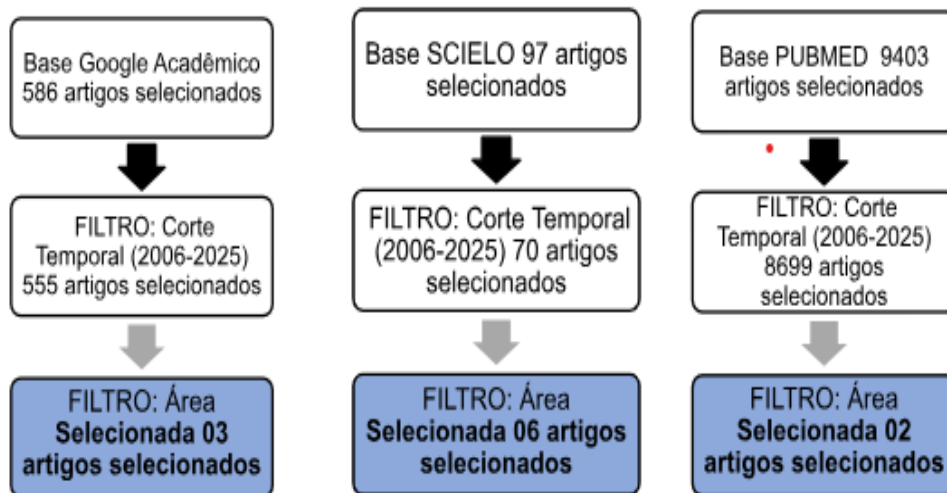 Base Google Acadêmico
586 artigos selecionados
FILTRO: Corte
Temporal (2006-2025)
555 artigos selecionados
FILTRO: Área
Selecionada 03
artigos selecionados
Base SCIELO 97 artigos
selecionados
FILTRO: Corte Temporal
(2006-2025) 70 artigos
selecionados
FILTRO: Área
Selecionada 06 artigos
selecionados
Base PUBMED 9403
artigos selecionados
FILTRO: Corte
Temporal (2006-2025)
8699 artigos
selecionados
FILTRO: Área
Selecionada 02
artigos selecionados